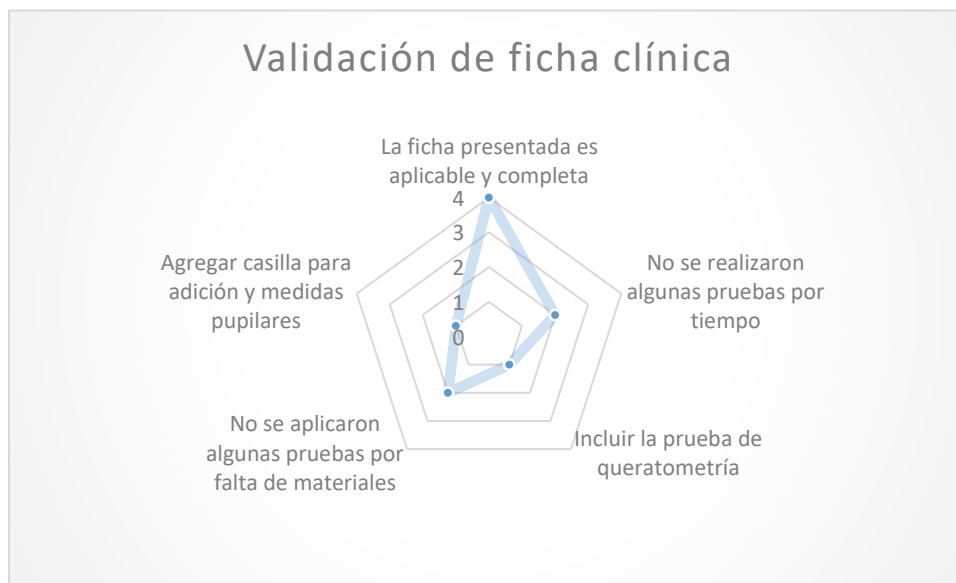 Validación de ficha clínica
La ficha presentada es
aplicable y completa
4
3
2
1
0
No se realizaron
algunas pruebas por
tiempo
Incluir la prueba de
queratometría
No se aplicaron
algunas pruebas por
falta de materiales
Agregar casilla para
adición y medidas
pupilares